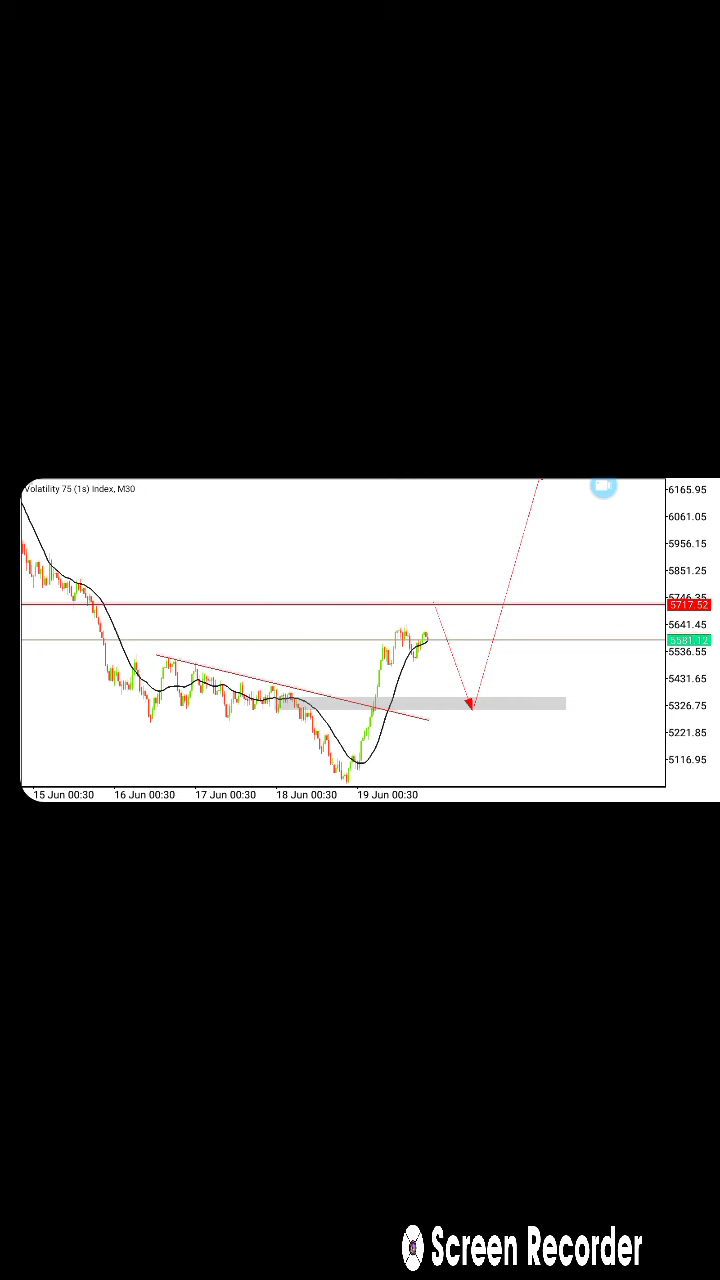 Volatility 75 (1s) Index, M30
6165.95
6061.05
5956.15
5851.25
5746.35
5717.52
5641.45
5581.12
5536.55
5431.65
5326.75
5221.85
5116.95
15 Jun 00:30
16 Jun 00:30
17 Jun 00:30
18 Jun 00:30
19 Jun 00:30
Screen Recorder